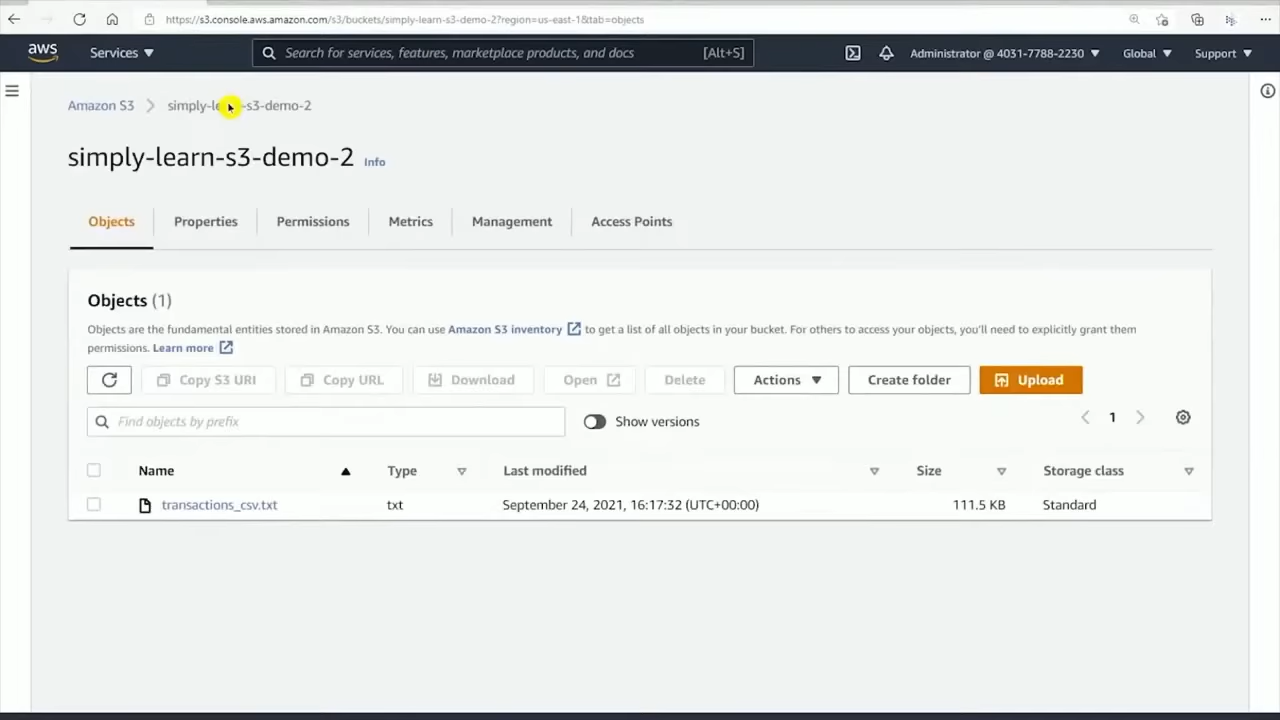 https://s3.console.aws.amazon.com/s3/buckets/simply-learn-s3-demo-2?region=us-east-1&tab=objects
aws Services Search for services, features, marketplace products, and docs [Alt+S] Administrator @ 4031-7788-2230 Global Support
Amazon S3 simply-learn-s3-demo-2
simply-learn-s3-demo-2 Info
Objects Properties Permissions Metrics Management Access Points
Objects (1)
Objects are the fundamental entities stored in Amazon S3. You can use Amazon S3 inventory to get a list of all objects in your bucket. For others to access your objects, you'll need to explicitly grant them
permissions. Learn more
Copy S3 URI Copy URL Download Open Delete Actions Create folder Upload
Find objects by prefix Show versions 1
Name Type Last modified Size Storage class
transactions_csv.txt txt September 24, 2021, 16:17:32 (UTC+00:00) 111.5 KB Standard